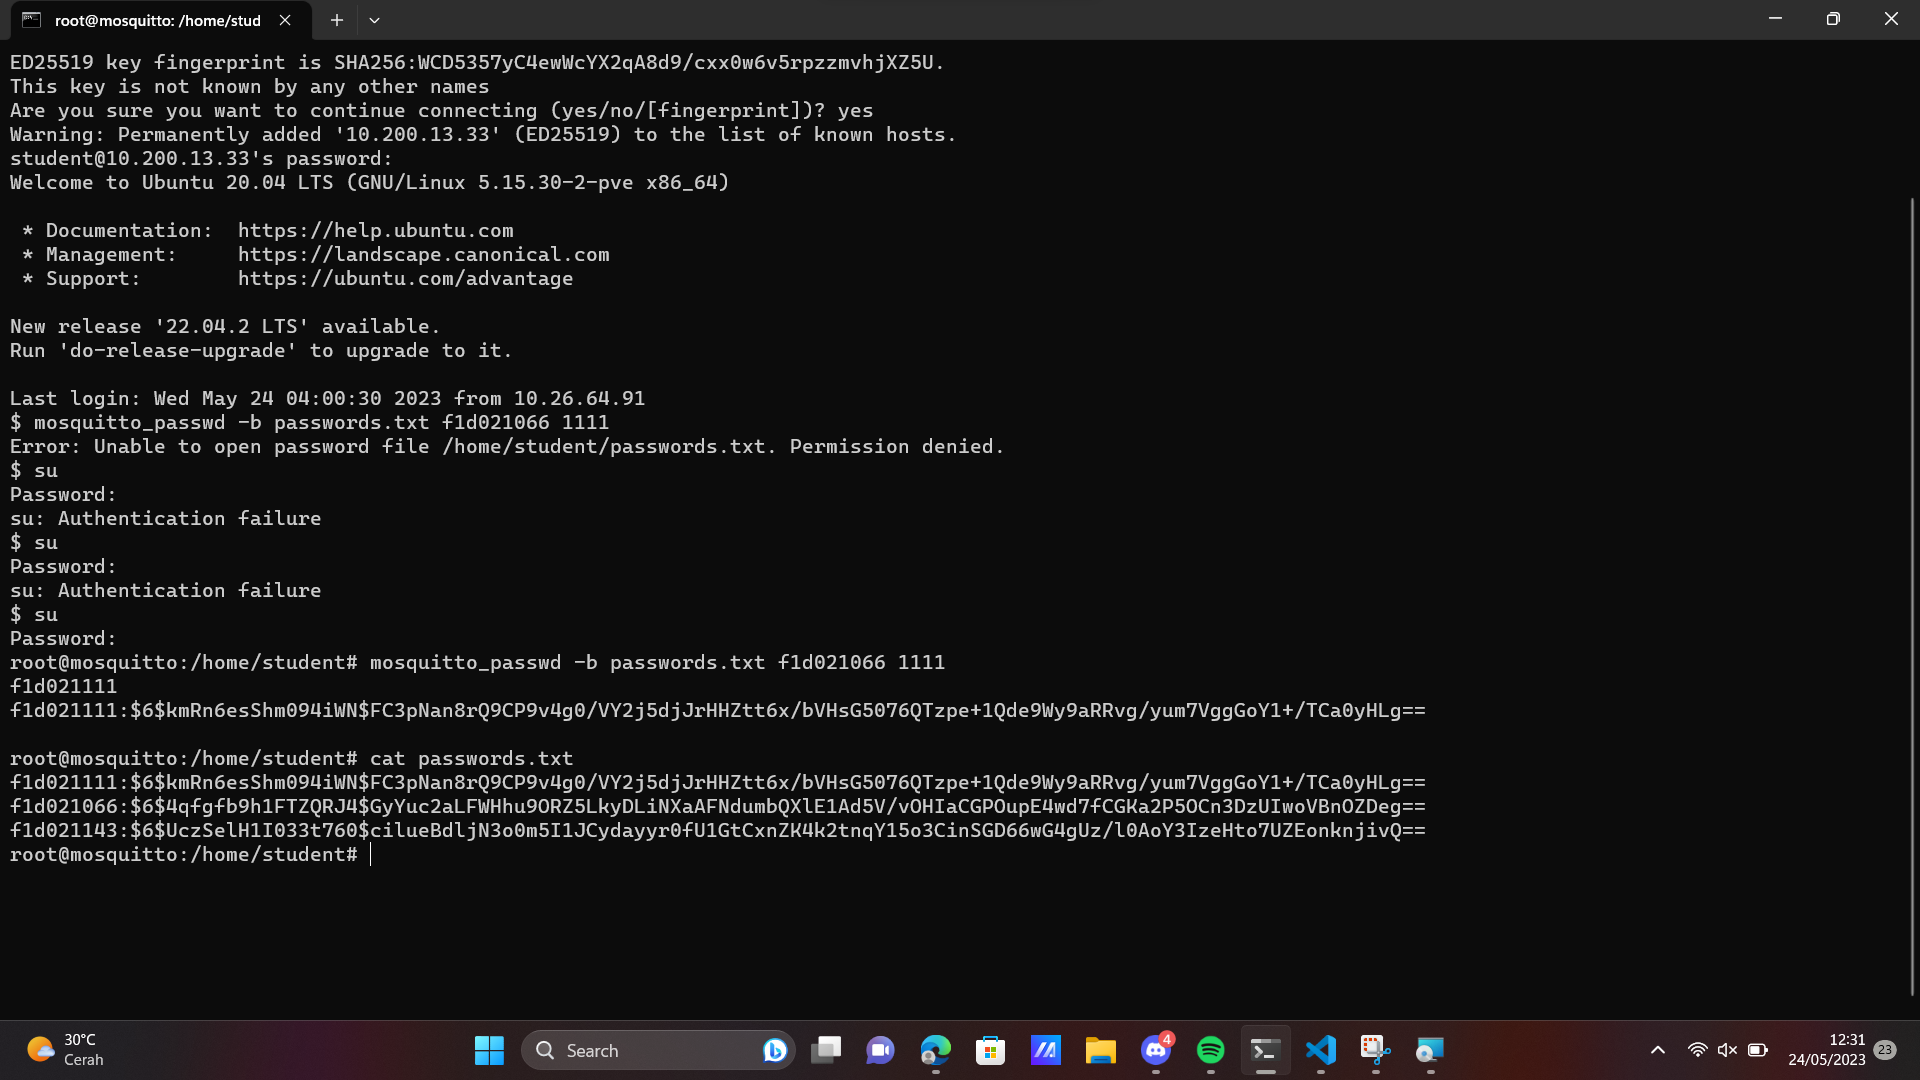 root@mosquitto: /home/stud
ED25519 key fingerprint is SHA256:WCD5357yC4ewWcYX2qA8d9/cxx0w6v5rpzzmvhjXZ5U.
This key is not known by any other names
Are you sure you want to continue connecting (yes/no/[fingerprint])? yes
Warning: Permanently added '10.200.13.33' (ED25519) to the list of known hosts.
student@10.200.13.33's password:
Welcome to Ubuntu 20.04 LTS (GNU/Linux 5.15.30-2-pve x86_64)
* Documentation:  https://help.ubuntu.com
* Management:     https://landscape.canonical.com
* Support:        https://ubuntu.com/advantage
New release '22.04.2 LTS' available.
Run 'do-release-upgrade' to upgrade to it.
Last login: Wed May 24 04:00:30 2023 from 10.26.64.91
$ mosquitto_passwd -b passwords.txt f1d021066 1111
Error: Unable to open password file /home/student/passwords.txt. Permission denied.
$ su
Password:
su: Authentication failure
$ su
Password:
su: Authentication failure
$ su
Password:
root@mosquitto:/home/student# mosquitto_passwd -b passwords.txt f1d021066 1111
f1d021111
f1d021111:$6$kmRn6esShm094iWN$FC3pNan8rQ9CP9v4g0/VY2j5djJrHHZtt6x/bVHsG5076QTzpe+1Qde9Wy9aRRvg/yum7VggGoY1+/TCa0yHLg==
root@mosquitto:/home/student# cat passwords.txt
f1d021111:$6$kmRn6esShm094iWN$FC3pNan8rQ9CP9v4g0/VY2j5djJrHHZtt6x/bVHsG5076QTzpe+1Qde9Wy9aRRvg/yum7VggGoY1+/TCa0yHLg==
f1d021066:$6$4qfgfb9h1FTZQRJ4$GyYuc2aLFWHhu9ORZ5LkyDLiNXaAFNdumbQXlE1Ad5V/vOHIaCGPOupE4wd7fCGKa2P5OCn3DzUIwoVBnOZDeg==
f1d021143:$6$UczSelH1I033t760$cilueBdljN3o0m5I1JCydayyr0fU1GtCxnZK4k2tnqY15o3CinSGD66wG4gUz/l0AoY3IzeHto7UZEonknjivQ==
root@mosquitto:/home/student#
30°C
Cerah
Search
4
12:31
24/05/2023
23